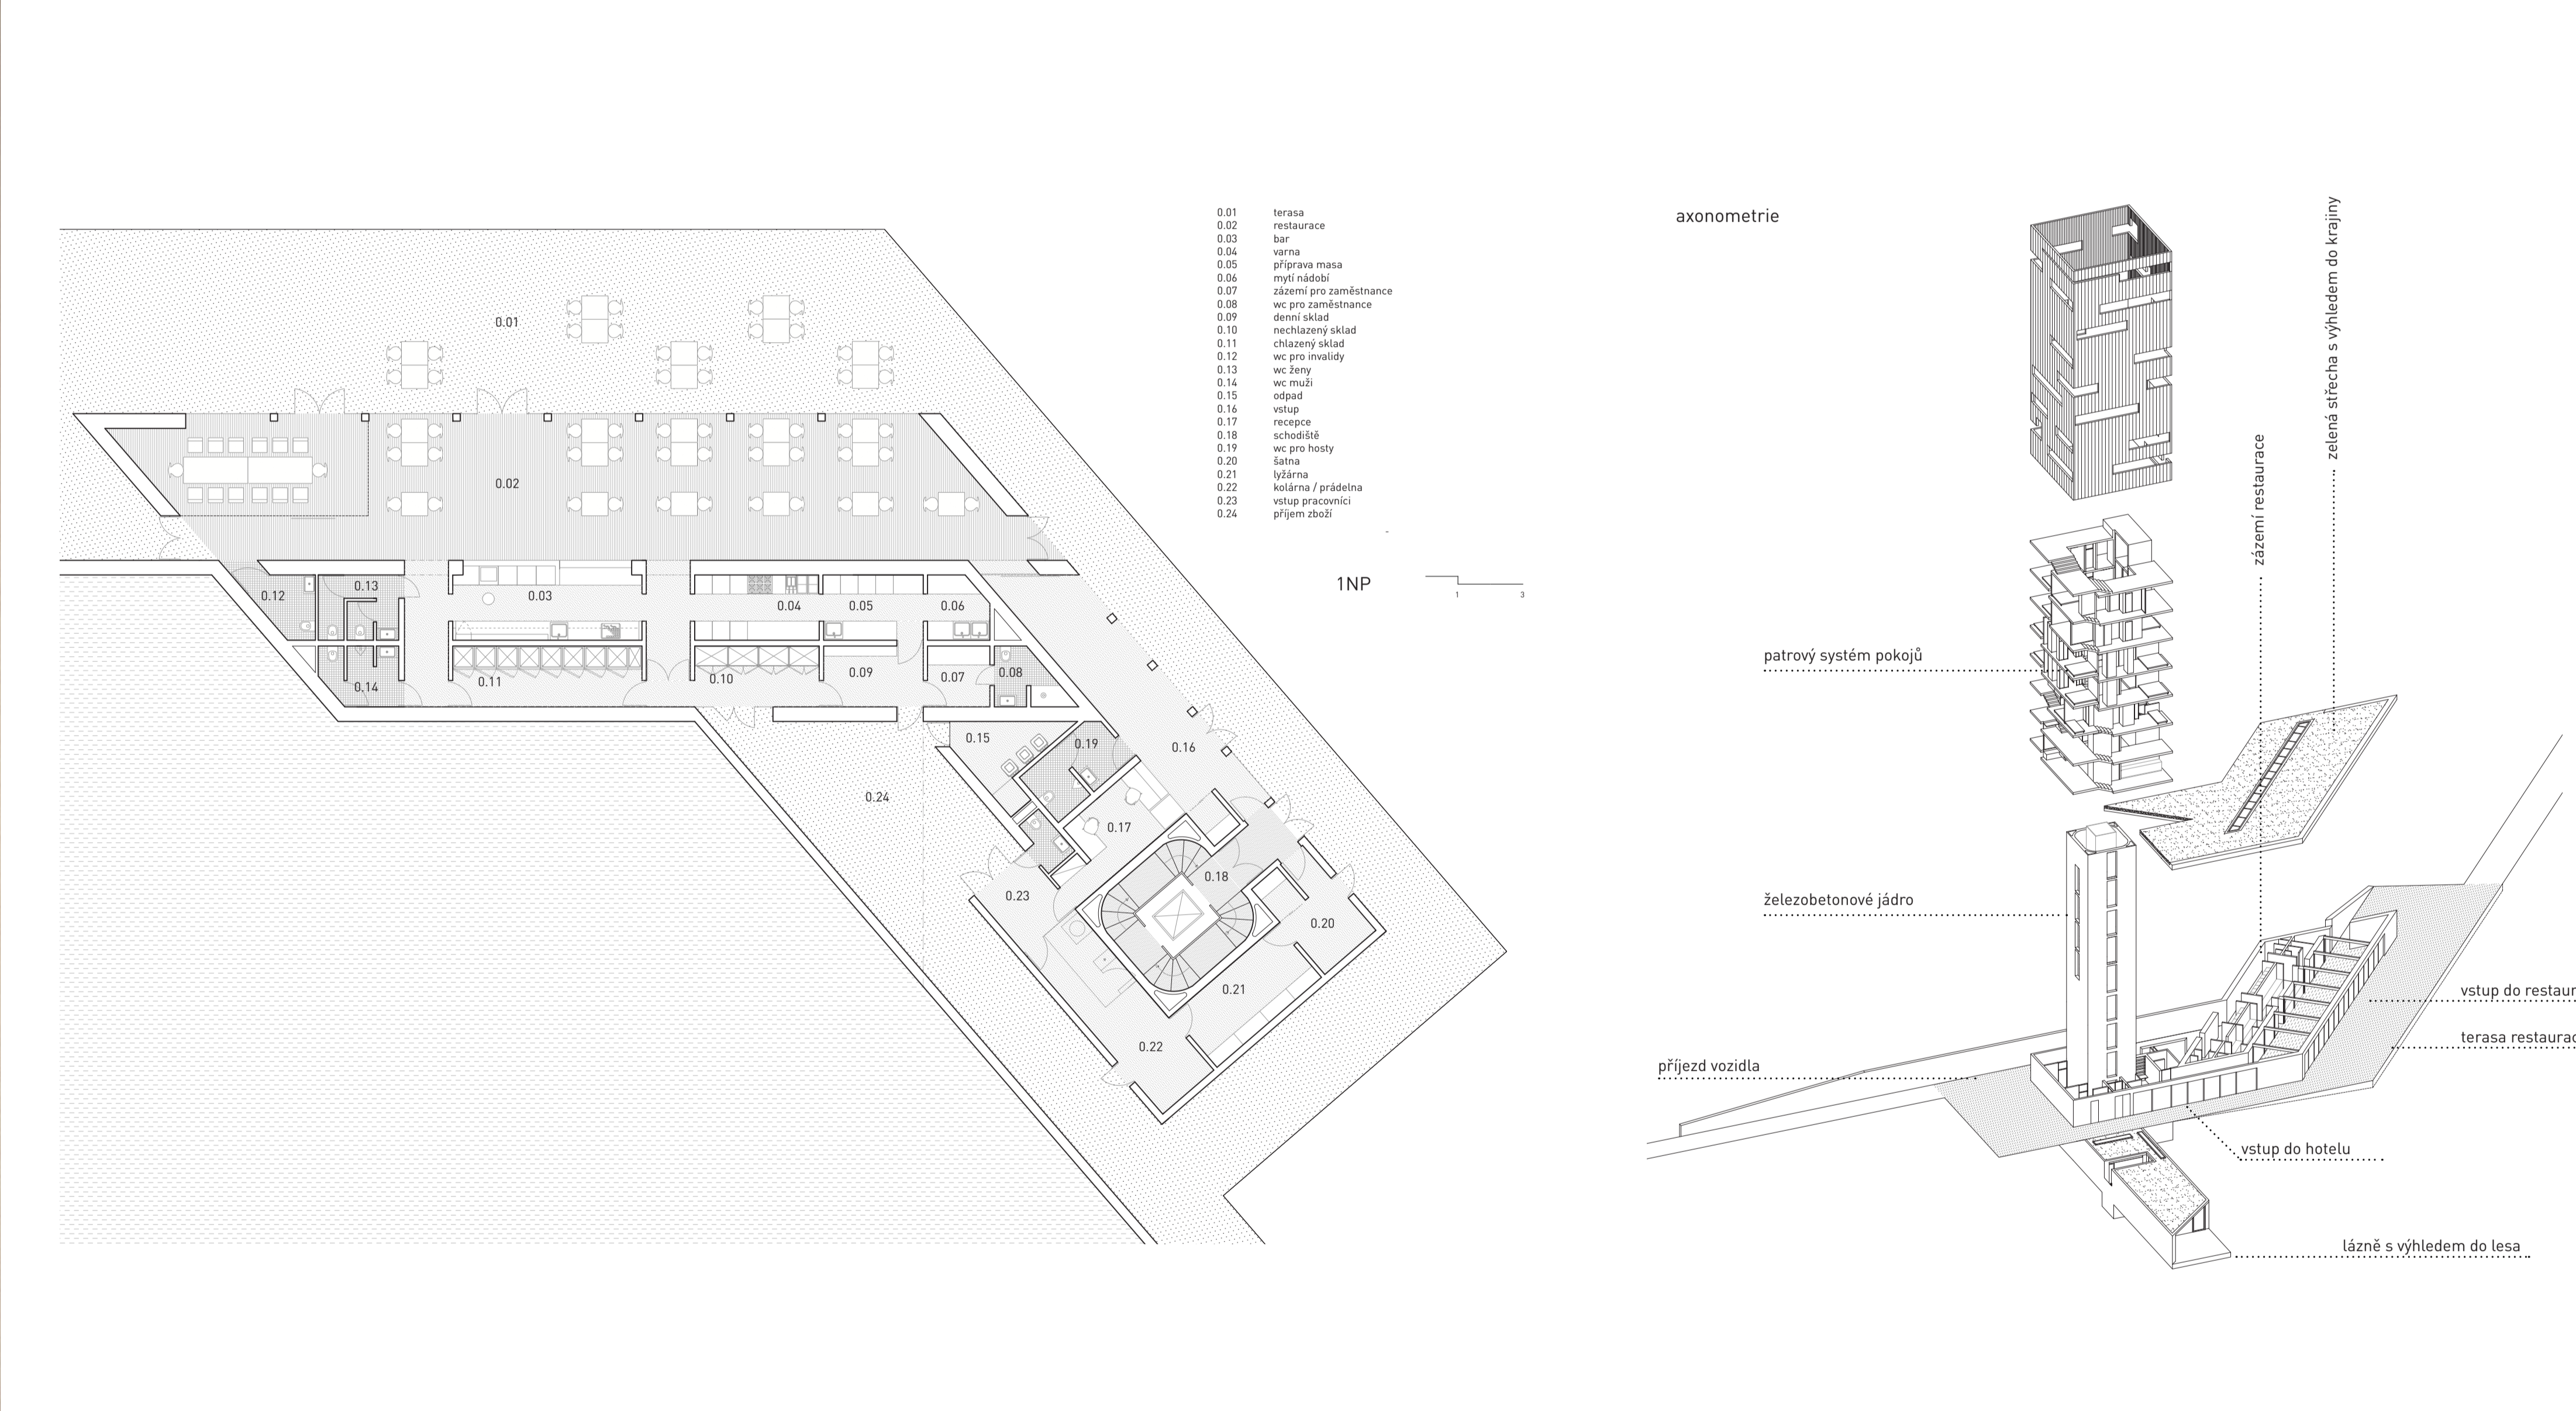 0.01 terasa
0.02 restaurace
0.03 bar
0.04 varna
0.05 příprava masa
0.06 mytí nádobí
0.07 zázemí pro zaměstnance
0.08 wc pro zaměstnance
0.09 denní sklad
0.10 nechlazený sklad
0.11 chlazený sklad
0.12 wc pro invalidy
0.13 wc ženy
0.14 wc muži
0.15 odpad
0.16 vstup
0.17 recepce
0.18 schodiště
0.19 wc pro hosty
0.20 šatna
0.21 lyžárna
0.22 kolárna / prádelna
0.23 vstup pracovníci
0.24 příjem zboží
1NP
1 3
0.01
0.02
0.12
0.13
0.03
0.04
0.05
0.06
0.14
0.11
0.10
0.09
0.07
0.08
0.15
0.19
0.16
0.24
0.17
0.18
0.23
0.20
0.21
0.22
axonometrie
zelená střecha s výhledem do krajiny
zázemí restaurace
patrový systém pokojů
železobetonové jádro
vstup do restaur
terasa restaurac
příjezd vozidla
vstup do hotelu
lázně s výhledem do lesa